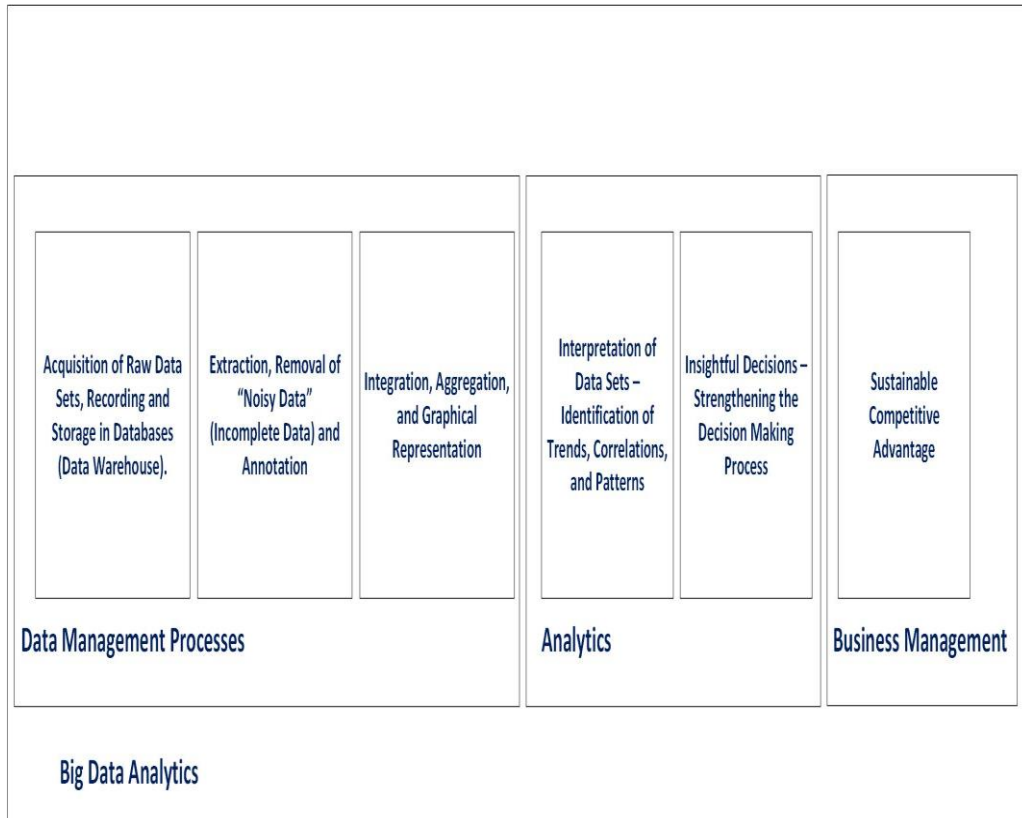 Acquisition of Raw Data
Sets, Recording and
Storage in Databases
(Data Warehouse).
Extraction, Removal of
“Noisy Data”
(Incomplete Data) and
Annotation
Integration, Aggregation,
and Graphical
Representation
Interpretation of
Data Sets –
Identification of
Trends, Correlations,
and Patterns
Insightful Decisions –
Strengthening the
Decision Making
Process
Sustainable
Competitive
Advantage
Data Management Processes
Analytics
Business Management
Big Data Analytics